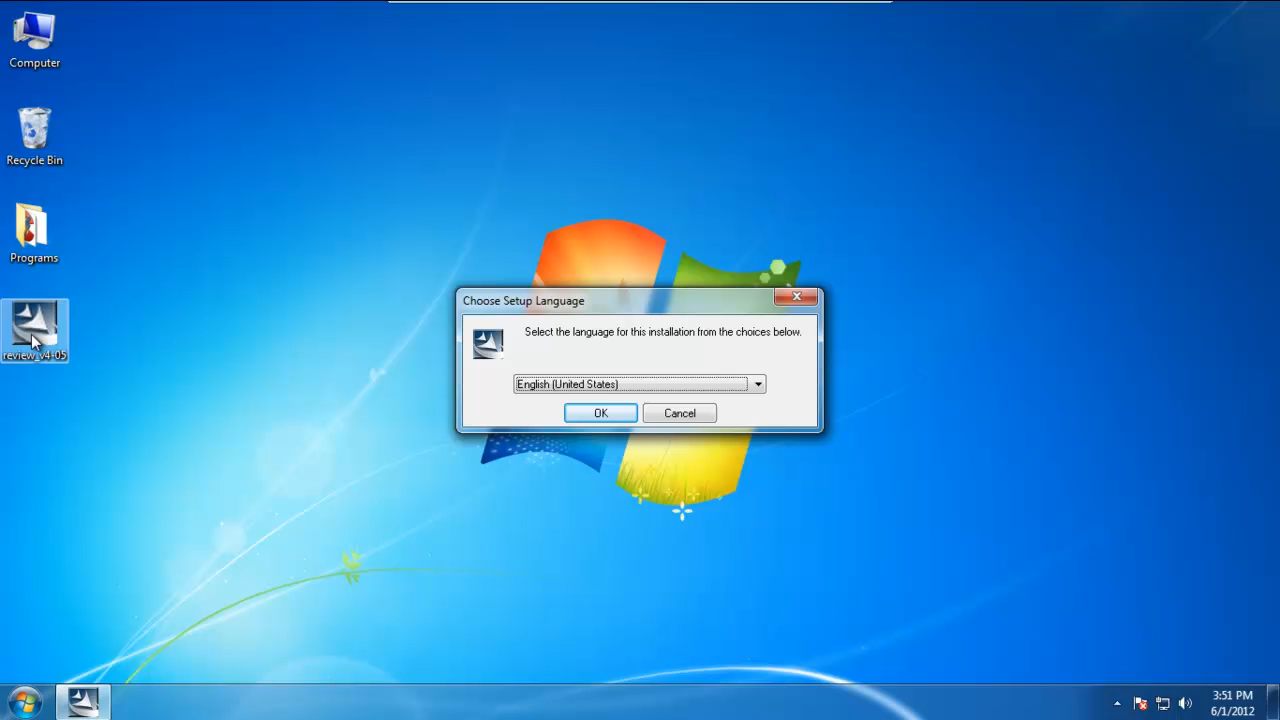 Computer
Recycle Bin
Programs
review_v4-05
Choose Setup Language
Select the language for this installation from the choices below.
English (United States)
OK
Cancel
3:51 PM
6/1/2012